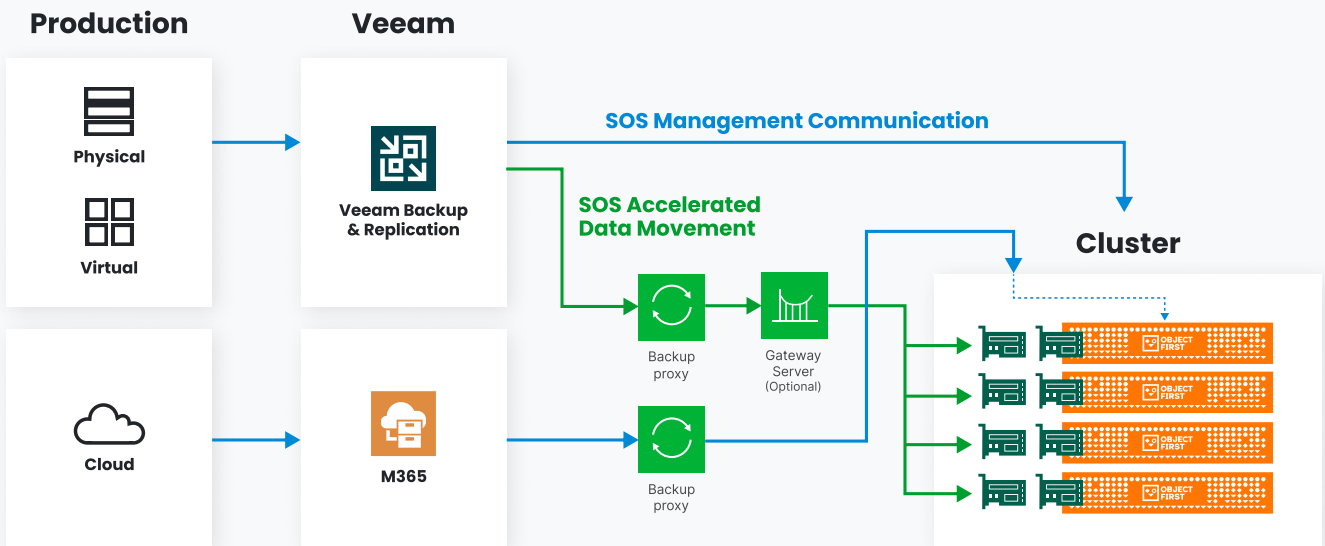 Production
Veeam
Physical
Virtual
Veeam Backup
& Replication
SOS Management Communication
SOS Accelerated
Data Movement
Cluster
Backup
proxy
Gateway
Server
(Optional)
Cloud
M365
Backup
proxy
OBJECT
FIRST
OBJECT
FIRST
OBJECT
FIRST
OBJECT
FIRST